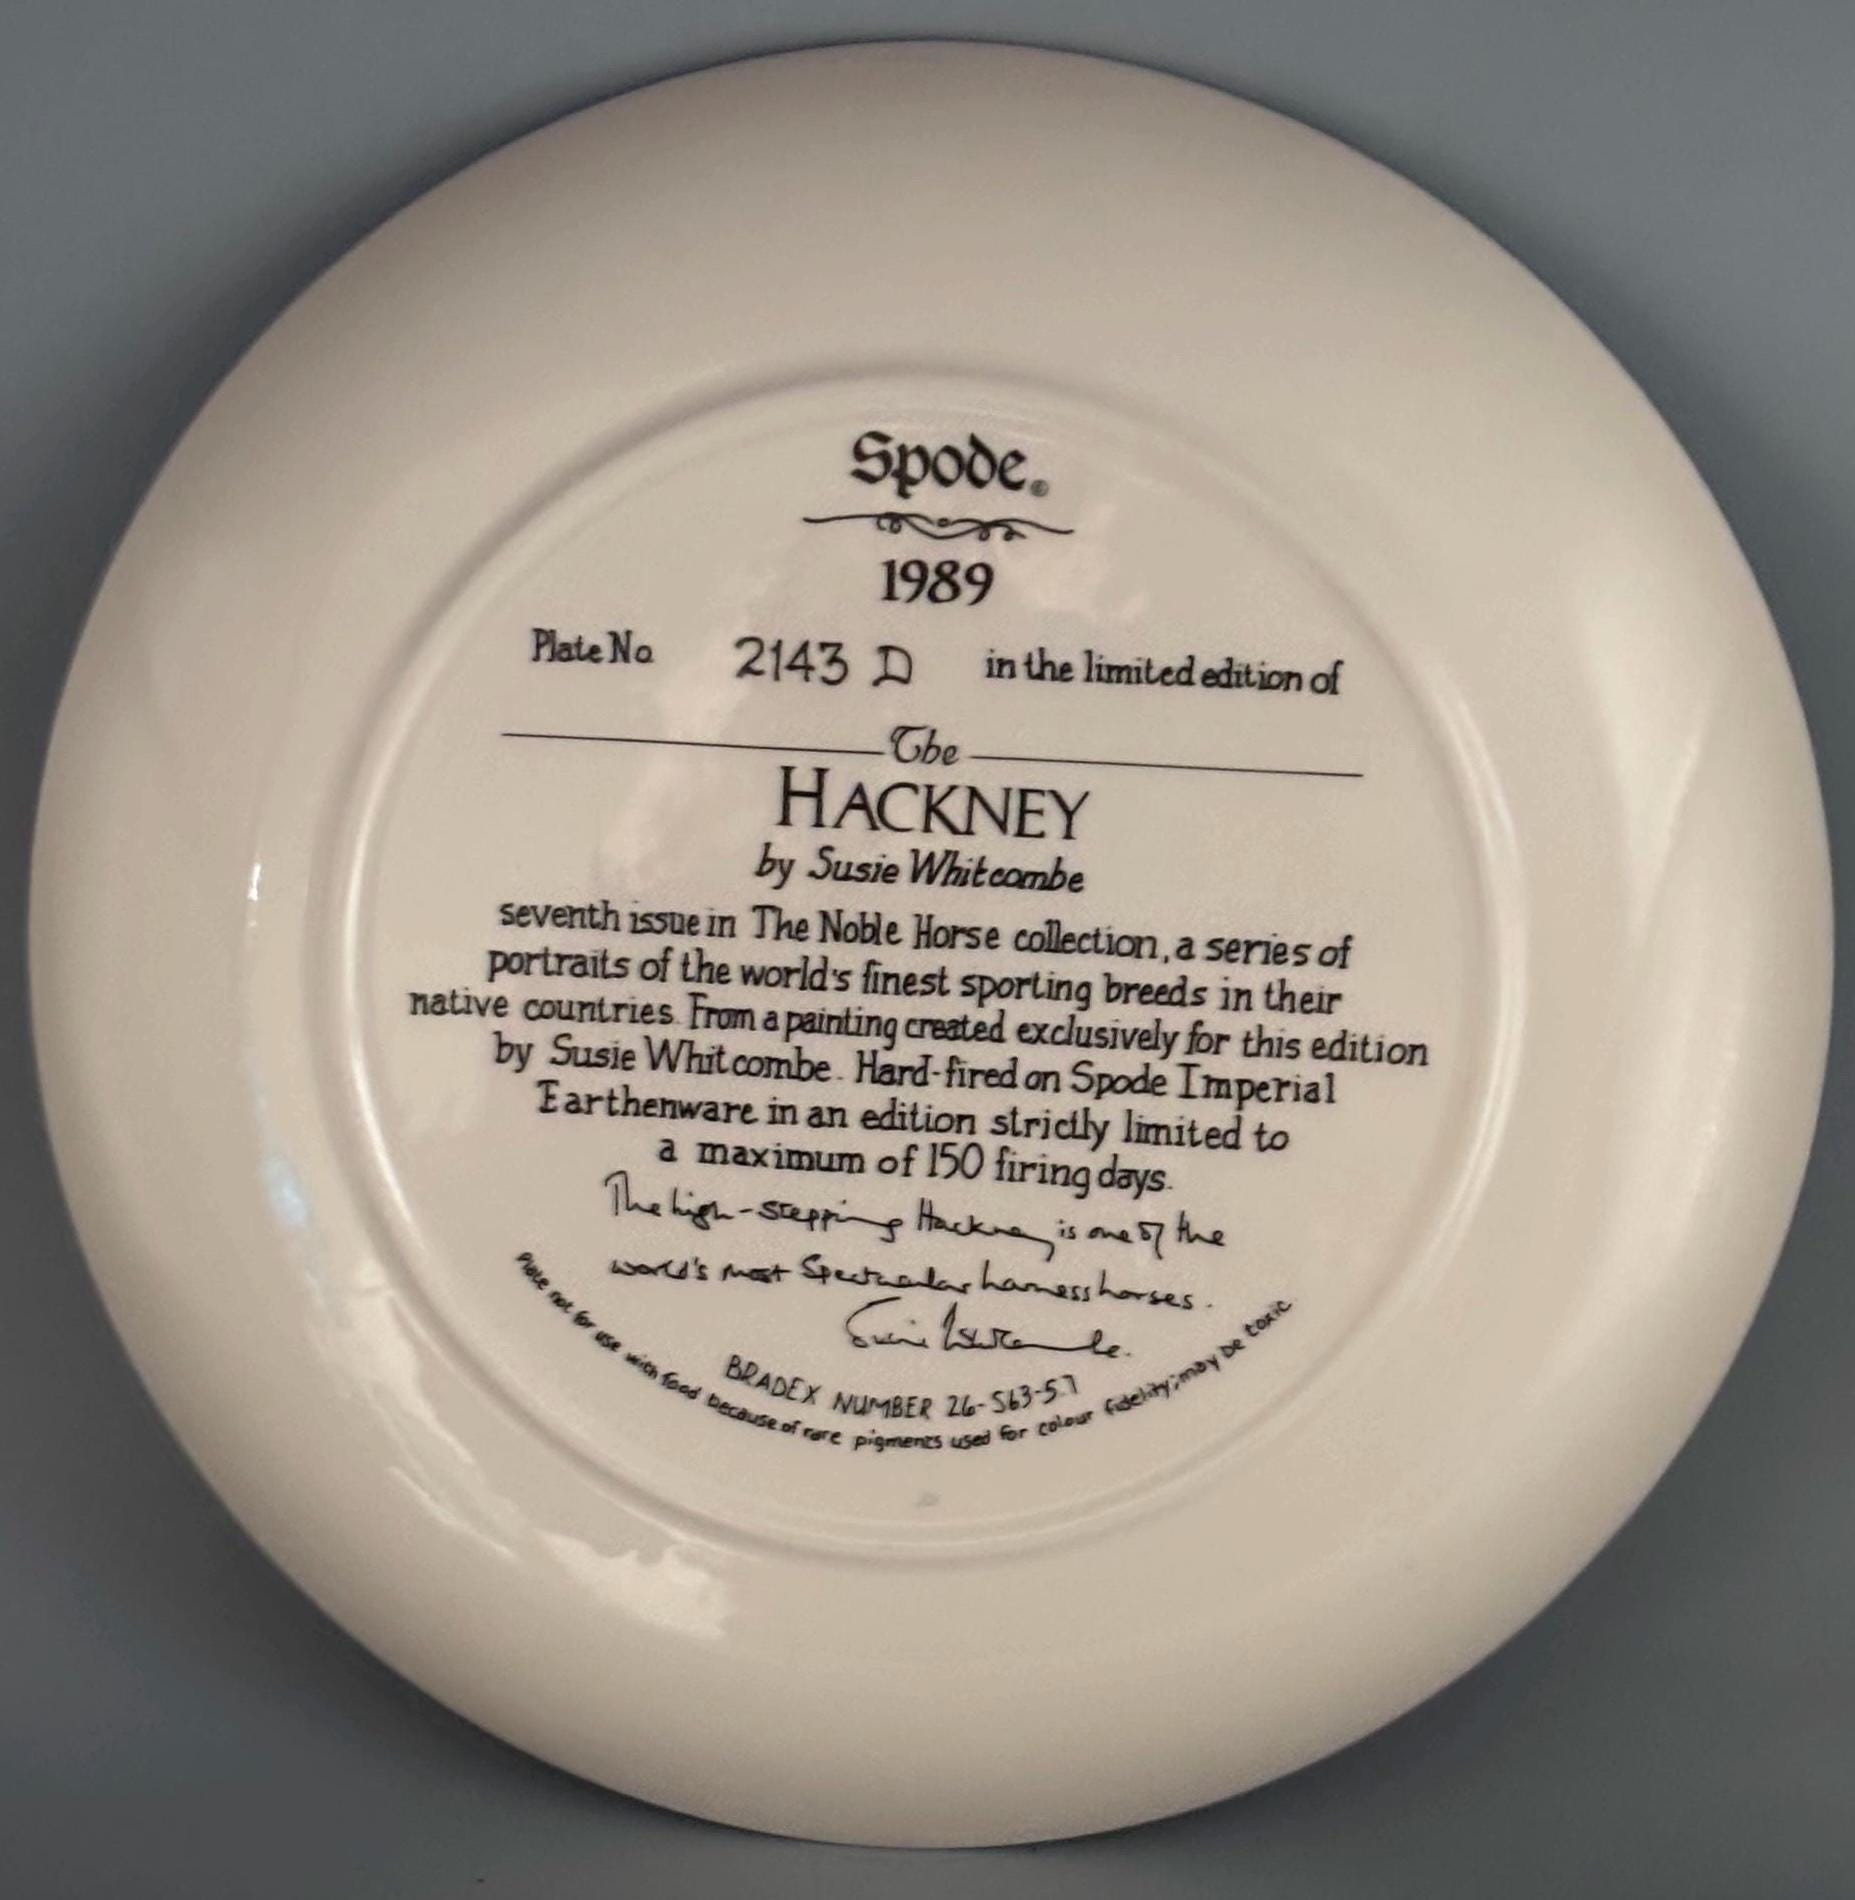 Spode®
1989
Plate No 2143 D in the limited edition of
The
HACKNEY
by Susie Whitcombe
seventh issue in The Noble Horse collection, a series of
portraits of the world's finest sporting breeds in their
native countries. From a painting created exclusively for this edition
by Susie Whitcombe. Hard-fired on Spode Imperial
Earthenware in an edition strictly limited to
a maximum of 150 firing days.
The high-stepping Hackney is one of the
world's most Spectacular harness horses.
Susie Whitcombe.
BRADEX NUMBER 26-S63-5.7
Plate not for use with food because of rare pigments used for colour fidelity; may be toxic